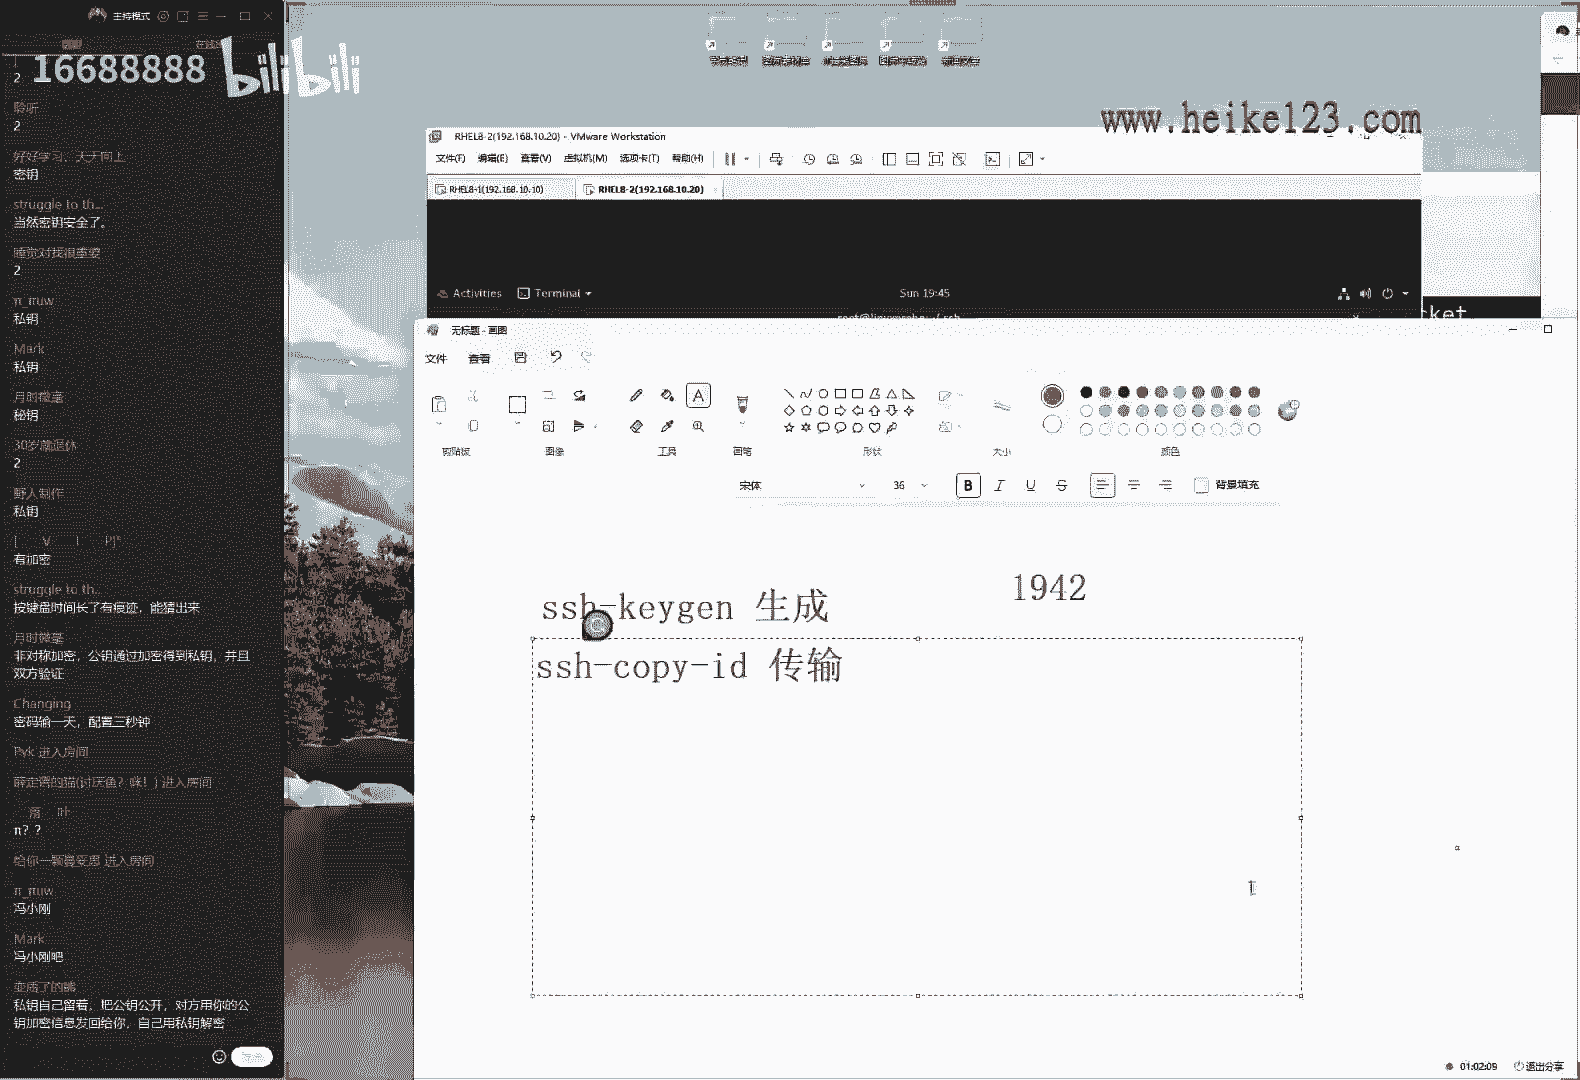 主持模式
16688888 bilibili
2
聆听
2
好好学习，天天向上
密钥
struggle to th...
当然密钥安全了。
睡觉对我很重要
2
π_πuw
私钥
Mark
私钥
月时微毫
秘钥
30岁就退休
2
野人制作
私钥
有加密
struggle to th...
按键盘时间长了有痕迹，能猜出来
月时微毫
非对称加密，公钥通过加密得到私钥，并且
双方验证
Changing
密码输一天，配置三秒钟
Pvk 进入房间
进入房间
π？？
进入房间
π_πuw
冯小刚
Mark
冯小刚吧
变质了的熊
私钥自己留着，把公钥公开，对方用你的公
钥加密信息发回给你，自己用私钥解密
www.heike123.com
RHEL8-2(192.168.10.20) - VMware Workstation
文件(F) 编辑(E) 查看(V) 虚拟机(M) 选项卡(T) 帮助(H)
RHEL8-1(192.168.10.10) RHEL8-2(192.168.10.20)
Activities Terminal Sun 19:45
cket
无标题 - 画图
文件 查看
剪贴板 图像 工具 画笔 形状 大小 颜色
宋体 36 B I U S 背景填充
1942
ssh-keygen 生成
ssh-copy-id 传输
01:02:09 退出分享